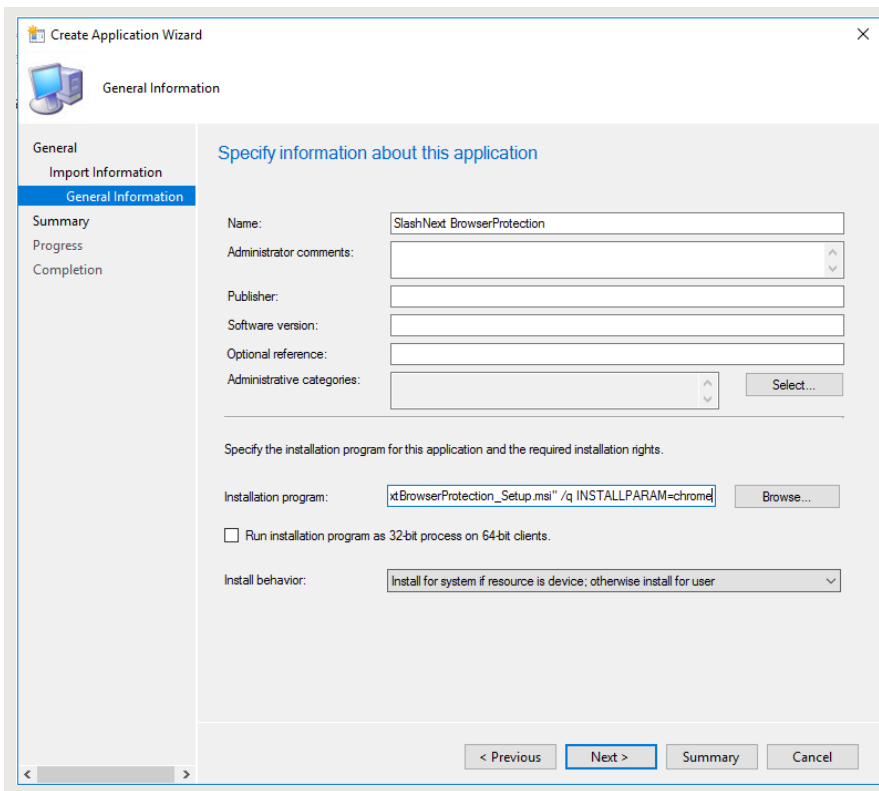 Create Application Wizard
General Information
General
Import Information
General Information
Summary
Progress
Completion
Specify information about this application
Name: SlashNext BrowserProtection
Administrator comments:
Publisher:
Software version:
Optional reference:
Administrative categories: Select...
Specify the installation program for this application and the required installation rights.
Installation program: xtBrowserProtection_Setup.msi" /q INSTALLPARAM=chrome Browse...
Run installation program as 32-bit process on 64-bit clients.
Install behavior: Install for system if resource is device; otherwise install for user
< Previous Next > Summary Cancel